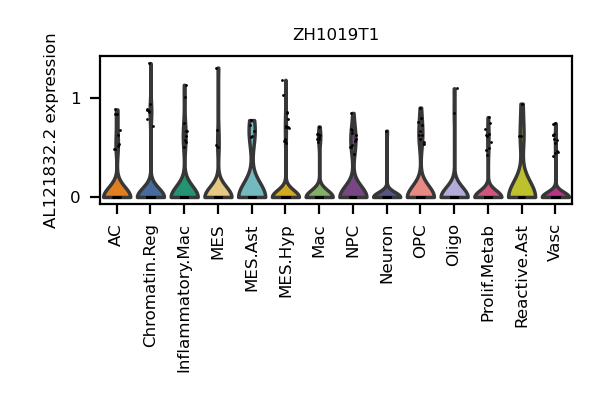 ZH1019T1
AL121832.2 expression
1
0
AC
Chromatin.Reg
Inflammatory.Mac
MES
MES.Ast
MES.Hyp
Mac
NPC
Neuron
OPC
Oligo
Prolif.Metab
Reactive.Ast
Vasc